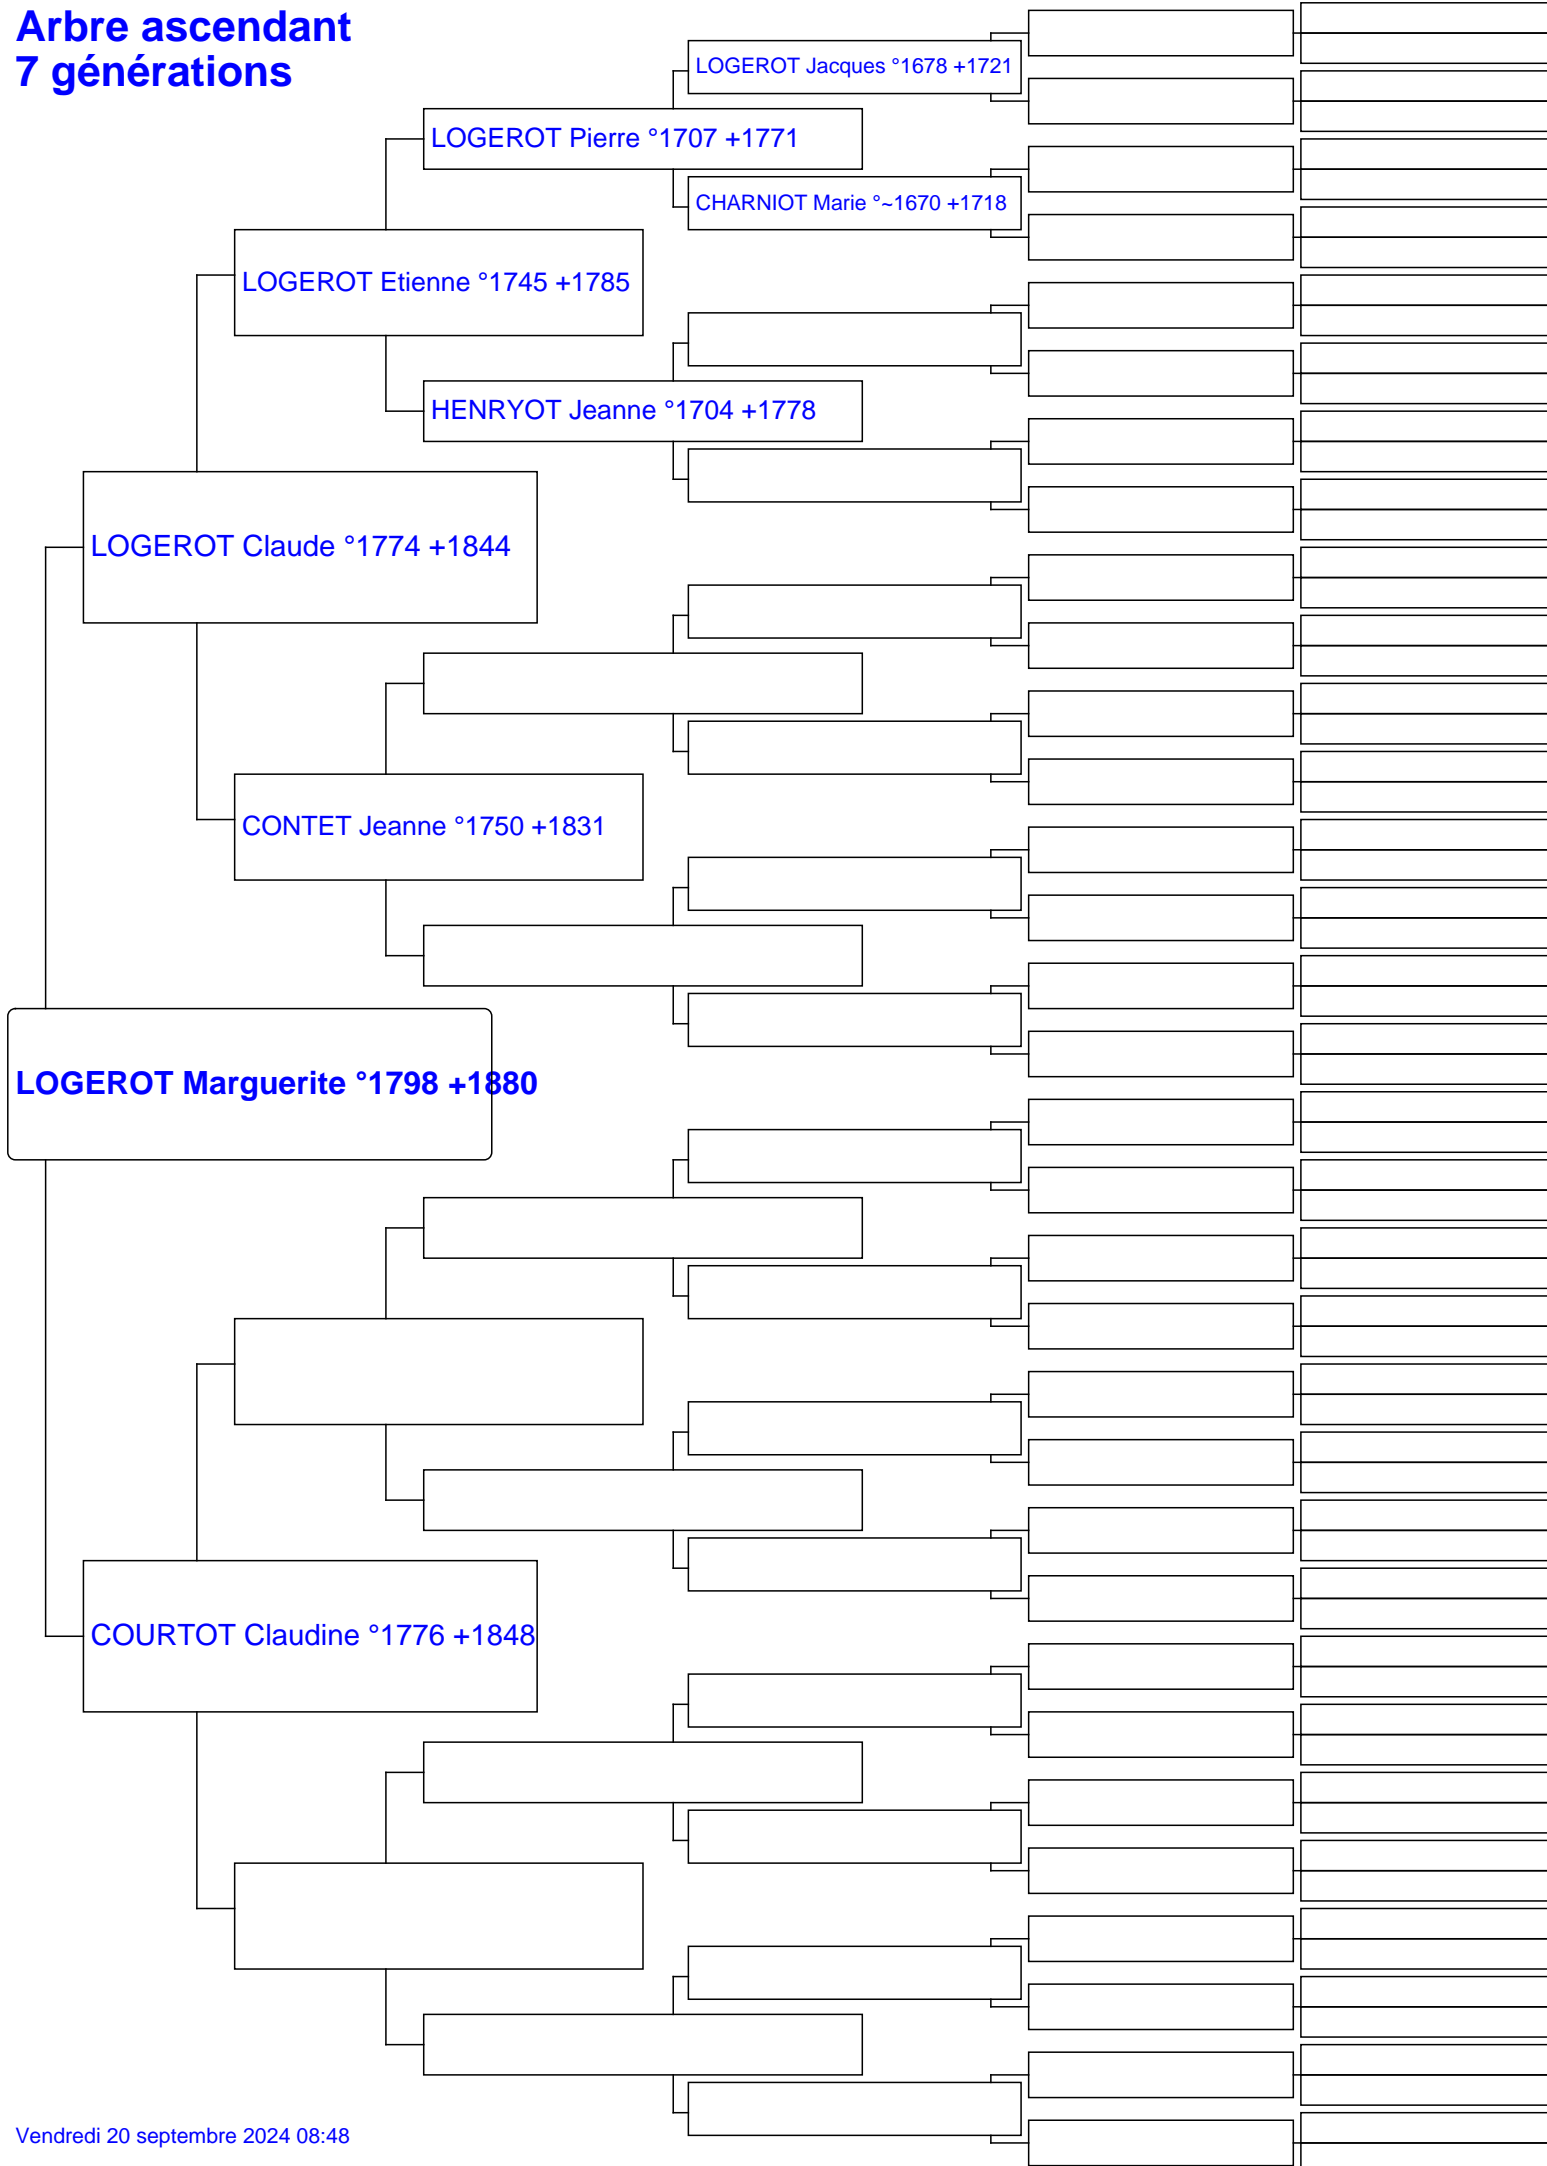 Arbre ascendant
7 générations
LOGEROT Jacques °1678 +1721
LOGEROT Pierre °1707 +1771
CHARNIOT Marie °~1670 +1718
LOGEROT Etienne °1745 +1785
HENRYOT Jeanne °1704 +1778
LOGEROT Claude °1774 +1844
CONTET Jeanne °1750 +1831
LOGEROT Marguerite °1798 +1880
COURTOT Claudine °1776 +1848
Vendredi 20 septembre 2024 08:48